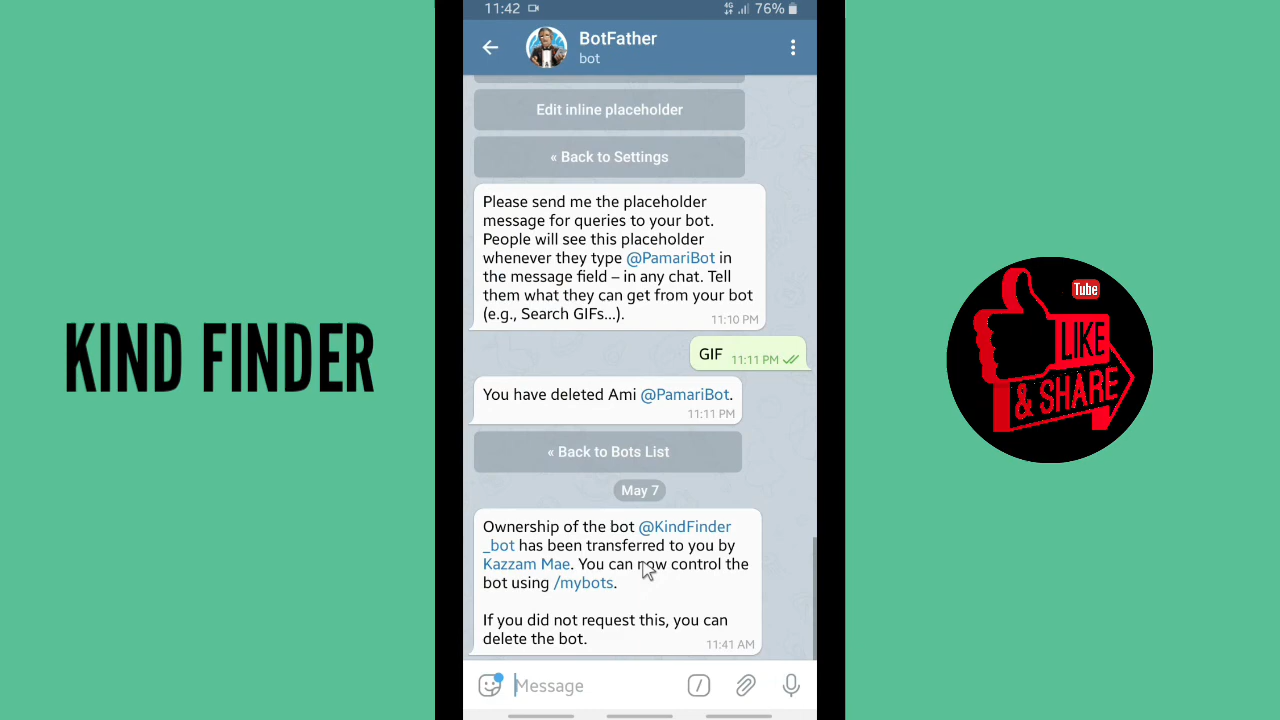 11:42
4G
76%
BotFather
bot
Edit inline placeholder
« Back to Settings
Please send me the placeholder
message for queries to your bot.
People will see this placeholder
whenever they type @PamariBot in
the message field – in any chat. Tell
them what they can get from your bot
(e.g., Search GIFs...).
11:10 PM
GIF
11:11 PM
You have deleted Ami @PamariBot.
11:11 PM
« Back to Bots List
May 7
Ownership of the bot @KindFinder
_bot has been transferred to you by
Kazzam Mae. You can now control the
bot using /mybots.
If you did not request this, you can
delete the bot.
11:41 AM
Message
KIND FINDER
Tube
LIKE
& SHARE